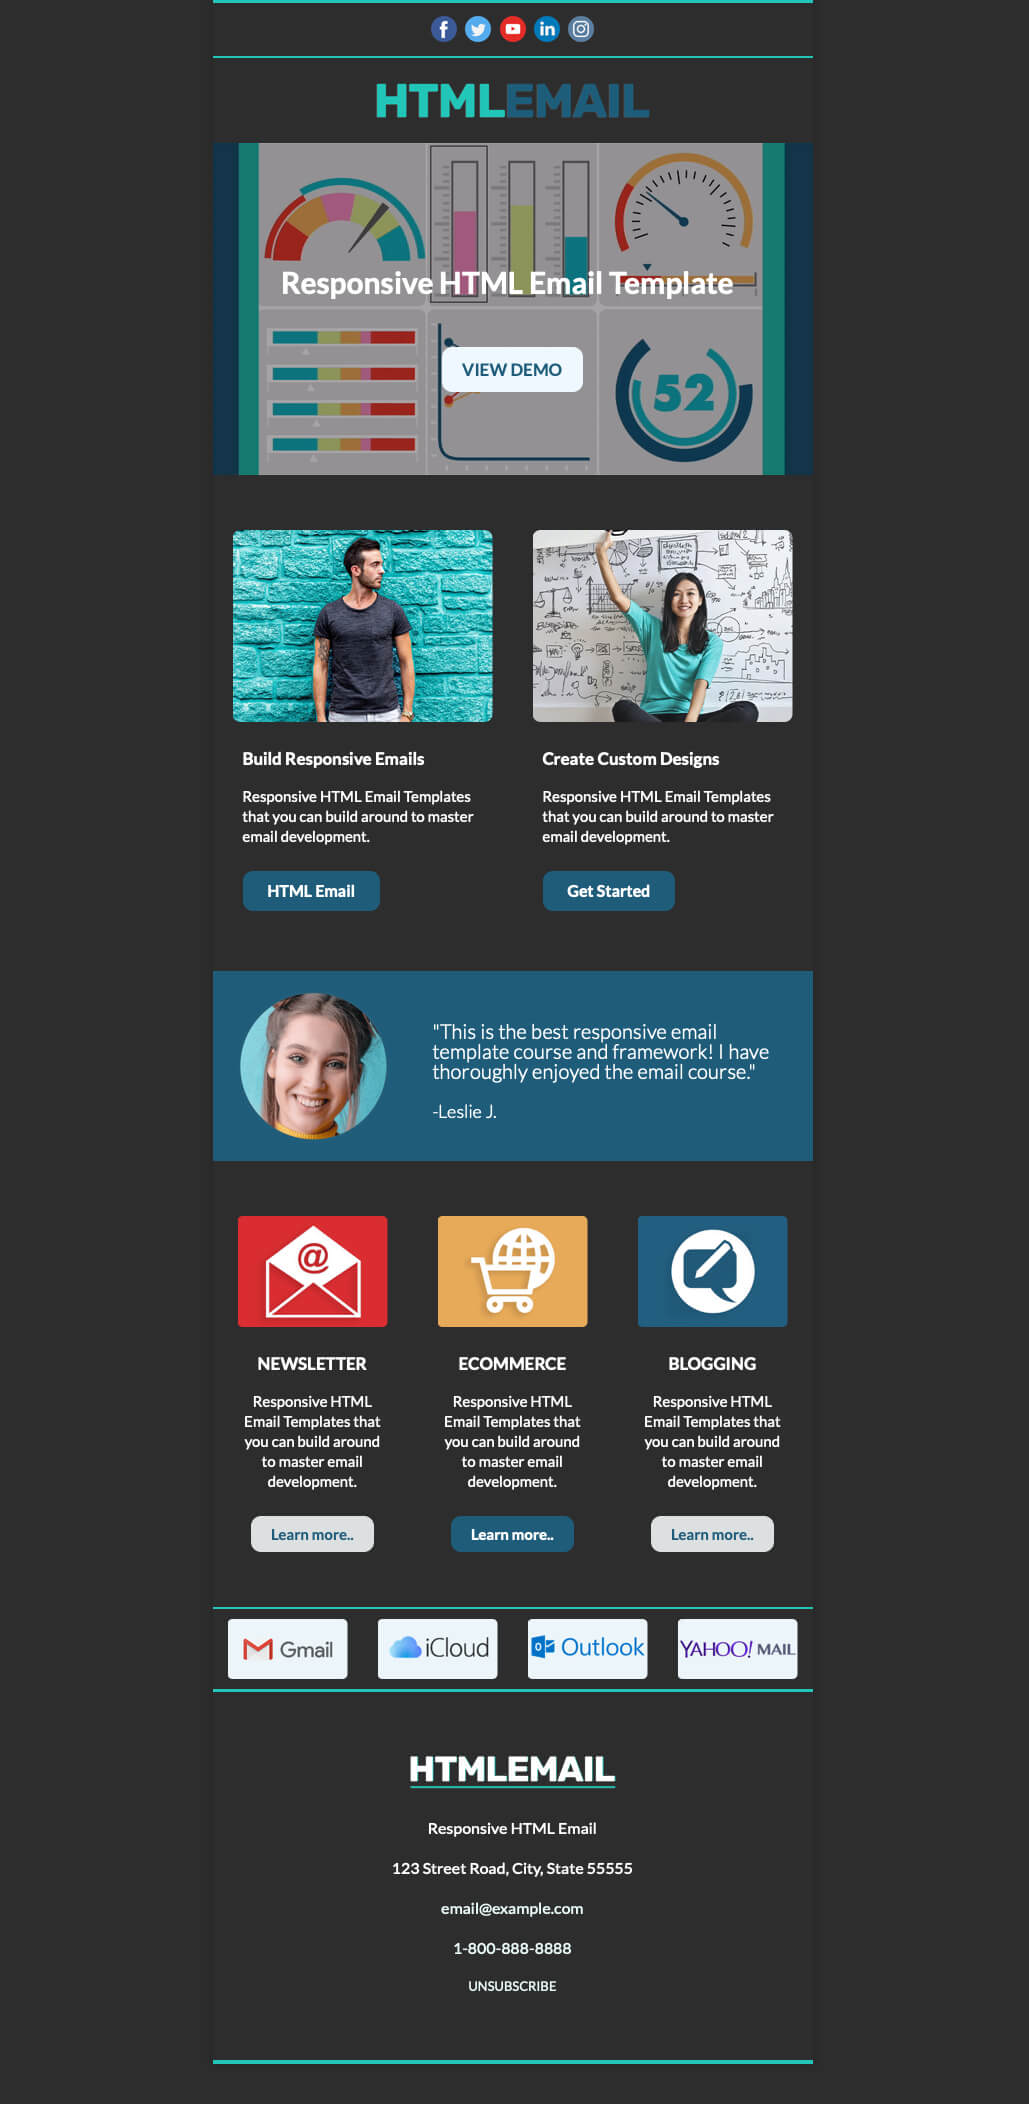 HTMLEMAIL
Responsive HTML Email Template
VIEW DEMO
52
Build Responsive Emails
Responsive HTML Email Templates
that you can build around to master
email development.
HTML Email
Create Custom Designs
Responsive HTML Email Templates
that you can build around to master
email development.
Get Started
"This is the best responsive email
template course and framework! I have
thoroughly enjoyed the email course."
-Leslie J.
@
NEWSLETTER
Responsive HTML
Email Templates that
you can build around
to master email
development.
Learn more..
ECOMMERCE
Responsive HTML
Email Templates that
you can build around
to master email
development.
Learn more..
BLOGGING
Responsive HTML
Email Templates that
you can build around
to master email
development.
Learn more..
Gmail
iCloud
Outlook
YAHOO! MAIL
HTMLEMAIL
Responsive HTML Email
123 Street Road, City, State 55555
email@example.com
1-800-888-8888
UNSUBSCRIBE